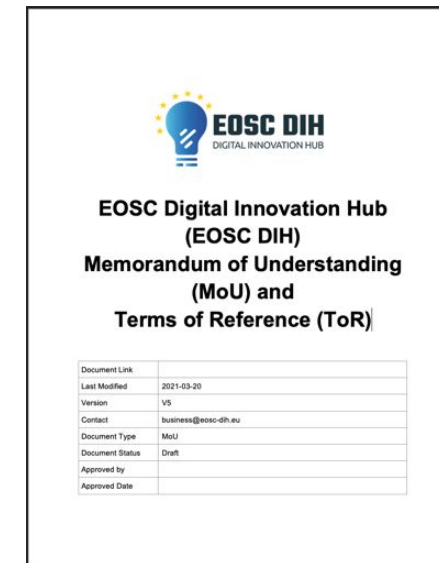 EOSC DIH
DIGITAL INNOVATION HUB
EOSC Digital Innovation Hub
(EOSC DIH)
Memorandum of Understanding
(MoU) and
Terms of Reference (ToR)
Document Link
Last Modified 2021-03-20
Version V5
Contact business@eosc-dih.eu
Document Type MoU
Document Status Draft
Approved by
Approved Date